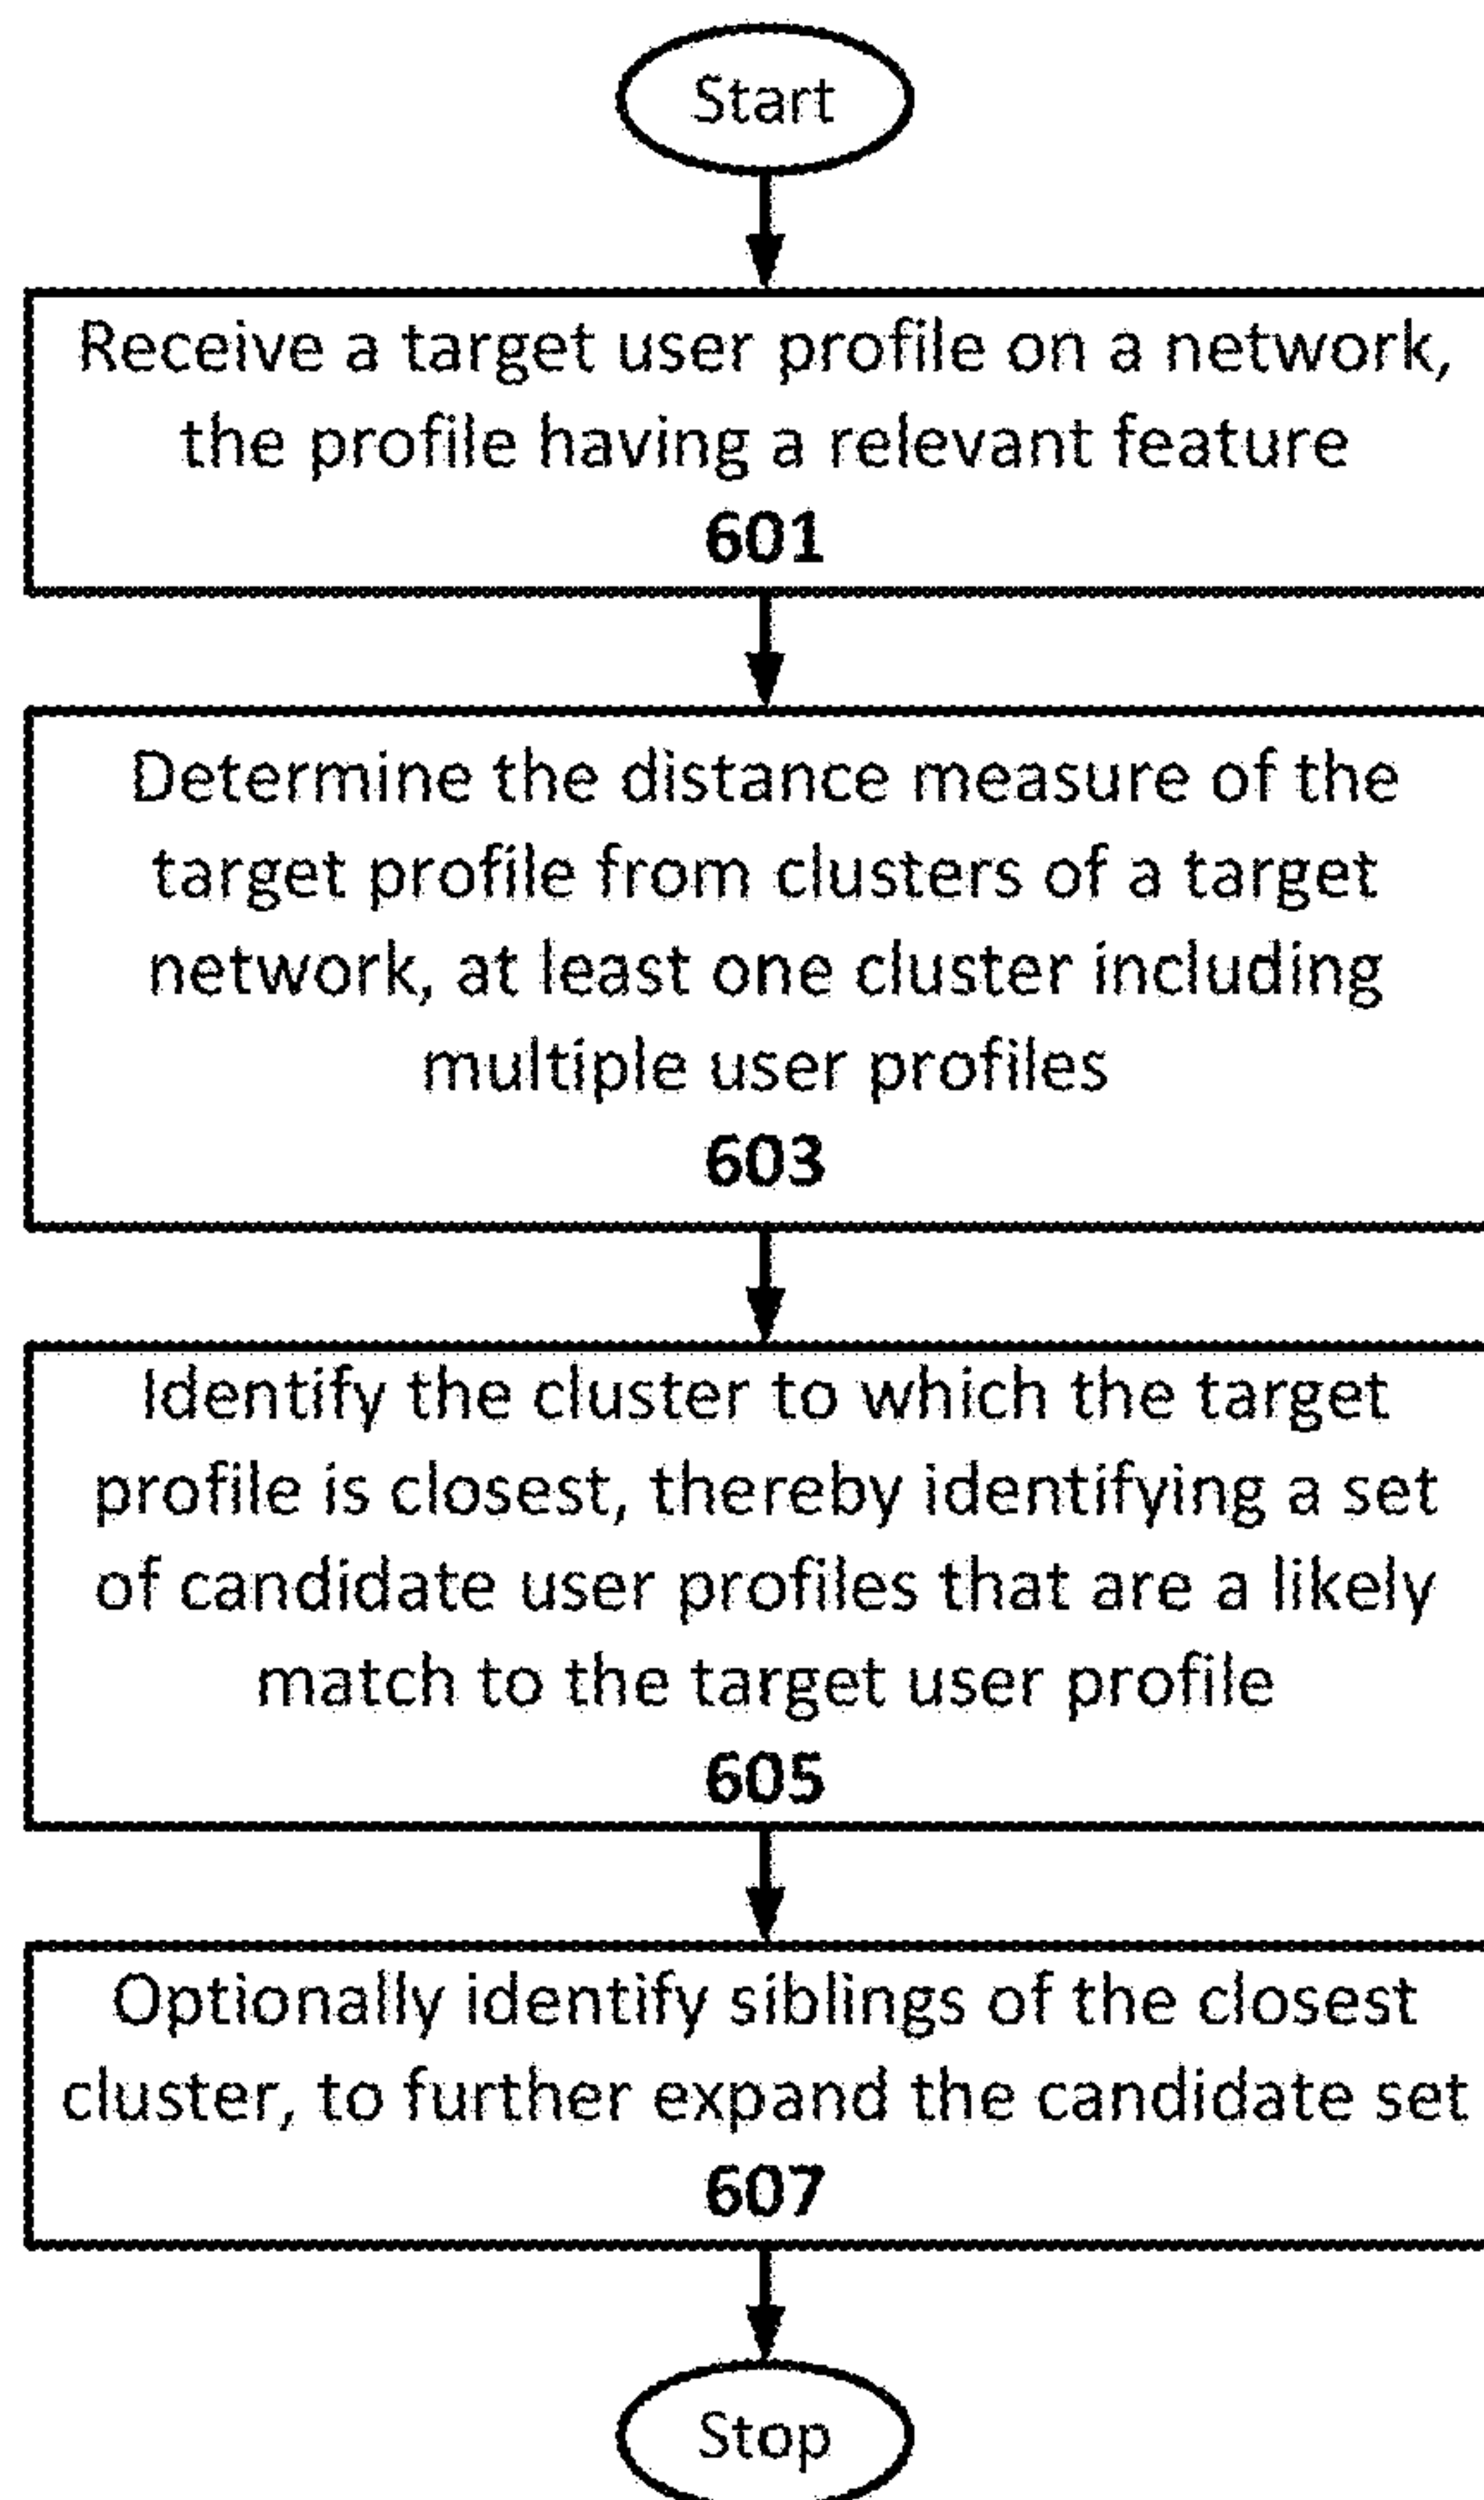 Start
Receive a target user profile on a network,
the profile having a relevant feature
601
Determine the distance measure of the
target profile from clusters of a target
network, at least one cluster including
multiple user profiles
603
Identify the cluster to which the target
profile is closest, thereby identifying a set
of candidate user profiles that are a likely
match to the target user profile
605
Optionally identify siblings of the closest
cluster, to further expand the candidate set
607
Stop